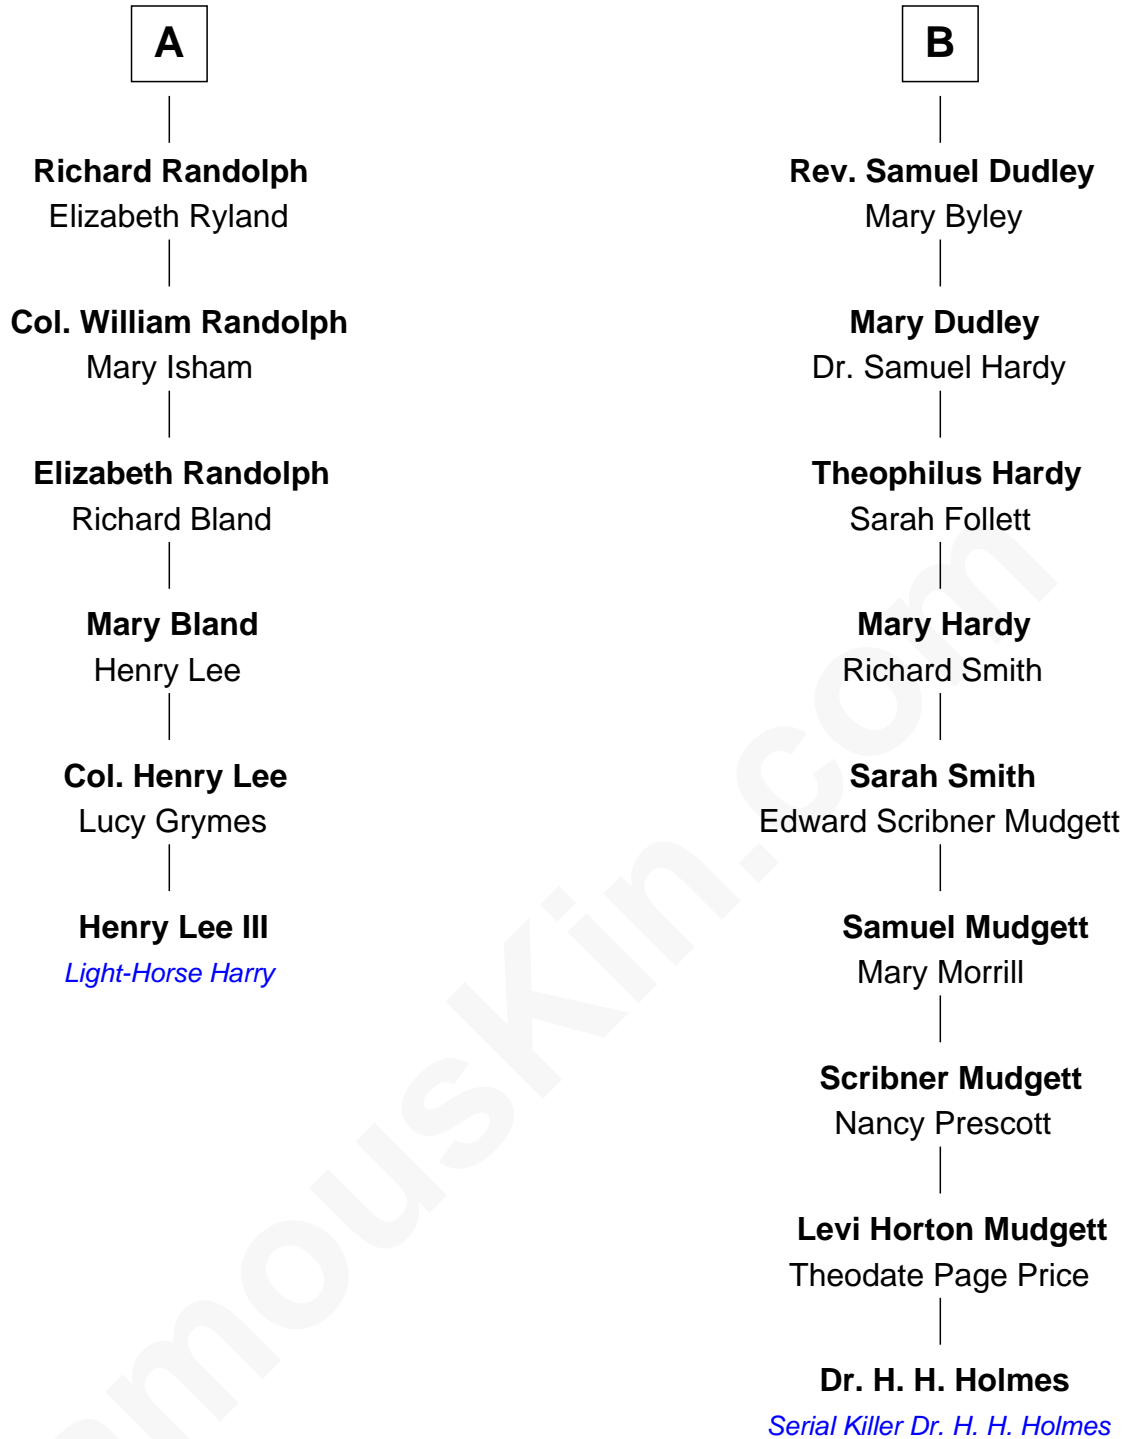 A
Richard Randolph
Elizabeth Ryland
Col. William Randolph
Mary Isham
Elizabeth Randolph
Richard Bland
Mary Bland
Henry Lee
Col. Henry Lee
Lucy Grymes
Henry Lee III
Light-Horse Harry
B
Rev. Samuel Dudley
Mary Byley
Mary Dudley
Dr. Samuel Hardy
Theophilus Hardy
Sarah Follett
Mary Hardy
Richard Smith
Sarah Smith
Edward Scribner Mudgett
Samuel Mudgett
Mary Morrill
Scribner Mudgett
Nancy Prescott
Levi Horton Mudgett
Theodate Page Price
Dr. H. H. Holmes
Serial Killer Dr. H. H. Holmes
amouskin.com